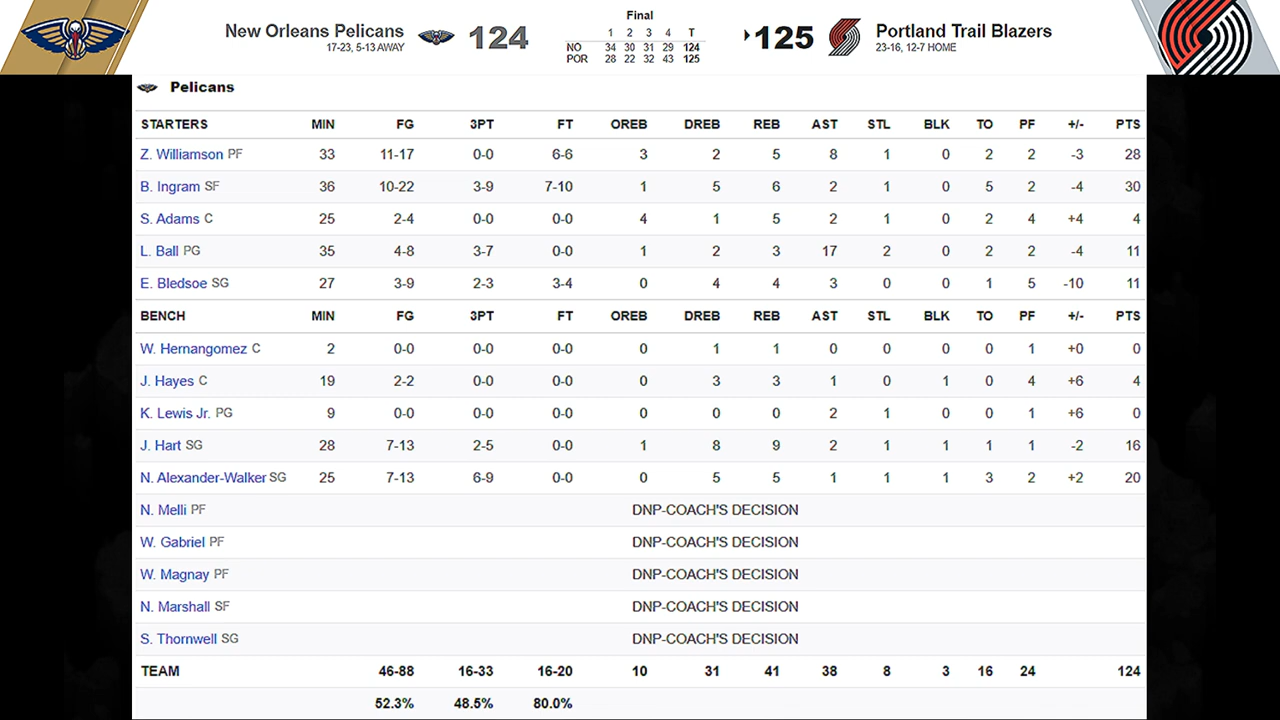 Final
New Orleans Pelicans 124 125 Portland Trail Blazers
17-23, 5-13 AWAY 23-16, 12-7 HOME
1 2 3 4 T
NO 34 30 31 29 124
POR 28 22 32 43 125
Pelicans
STARTERS MIN FG 3PT FT OREB DREB REB AST STL BLK TO PF +/- PTS
Z. Williamson PF 33 11-17 0-0 6-6 3 2 5 8 1 0 2 2 -3 28
B. Ingram SF 36 10-22 3-9 7-10 1 5 6 2 1 0 5 2 -4 30
S. Adams C 25 2-4 0-0 0-0 4 1 5 2 1 0 2 4 +4 4
L. Ball PG 35 4-8 3-7 0-0 1 2 3 17 2 0 2 2 -4 11
E. Bledsoe SG 27 3-9 2-3 3-4 0 4 4 3 0 0 1 5 -10 11
BENCH MIN FG 3PT FT OREB DREB REB AST STL BLK TO PF +/- PTS
W. Hernangomez C 2 0-0 0-0 0-0 0 1 1 0 0 0 0 1 +0 0
J. Hayes C 19 2-2 0-0 0-0 0 3 3 1 0 1 0 4 +6 4
K. Lewis Jr. PG 9 0-0 0-0 0-0 0 0 0 2 1 0 0 1 +6 0
J. Hart SG 28 7-13 2-5 0-0 1 8 9 2 1 1 1 1 -2 16
N. Alexander-Walker SG 25 7-13 6-9 0-0 0 5 5 1 1 1 3 2 +2 20
N. Melli PF DNP-COACH'S DECISION
W. Gabriel PF DNP-COACH'S DECISION
W. Magnay PF DNP-COACH'S DECISION
N. Marshall SF DNP-COACH'S DECISION
S. Thornwell SG DNP-COACH'S DECISION
TEAM 46-88 16-33 16-20 10 31 41 38 8 3 16 24 124
52.3% 48.5% 80.0%